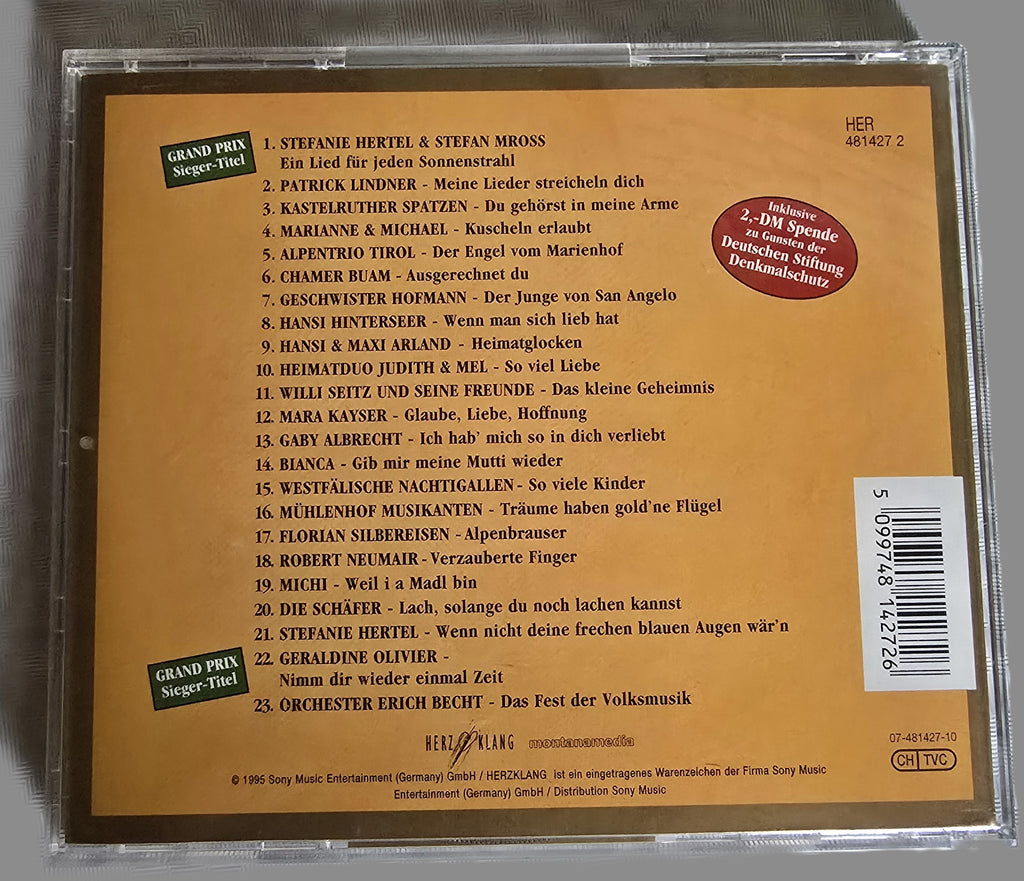 HER
481427 2
GRAND PRIX
Sieger-Titel
1. STEFANIE HERTEL & STEFAN MROSS
Ein Lied für jeden Sonnenstrahl
2. PATRICK LINDNER - Meine Lieder streicheln dich
3. KASTELRUTHER SPATZEN - Du gehörst in meine Arme
4. MARIANNE & MICHAEL - Kuscheln erlaubt
5. ALPENTRIO TIROL - Der Engel vom Marienhof
6. CHAMER BUAM - Ausgerechnet du
7. GESCHWISTER HOFMANN - Der Junge von San Angelo
8. HANSI HINTERSEER - Wenn man sich lieb hat
9. HANSI & MAXI ARLAND - Heimatglocken
10. HEIMATDUO JUDITH & MEL - So viel Liebe
11. WILLI SEITZ UND SEINE FREUNDE - Das kleine Geheimnis
12. MARA KAYSER - Glaube, Liebe, Hoffnung
13. GABY ALBRECHT - Ich hab' mich so in dich verliebt
14. BIANCA - Gib mir meine Mutti wieder
15. WESTFÄLISCHE NACHTIGALLEN - So viele Kinder
16. MÜHLENHOF MUSIKANTEN - Träume haben gold'ne Flügel
17. FLORIAN SILBEREISEN - Alpenbrauser
18. ROBERT NEUMAIR - Verzauberte Finger
19. MICHI - Weil i a Madl bin
20. DIE SCHÄFER - Lach, solange du noch lachen kannst
21. STEFANIE HERTEL - Wenn nicht deine frechen blauen Augen wär'n
GRAND PRIX
Sieger-Titel
22. GERALDINE OLIVIER -
Nimm dir wieder einmal Zeit
23. ORCHESTER ERICH BECHT - Das Fest der Volksmusik
Inklusive
2,-DM Spende
zu Gunsten der
Deutschen Stiftung
Denkmalschutz
5 099748 142726
HERZKLANG montanamedia
07-481427-10
CH TVC
© 1995 Sony Music Entertainment (Germany) GmbH / HERZKLANG ist ein eingetragenes Warenzeichen der Firma Sony Music
Entertainment (Germany) GmbH / Distribution Sony Music